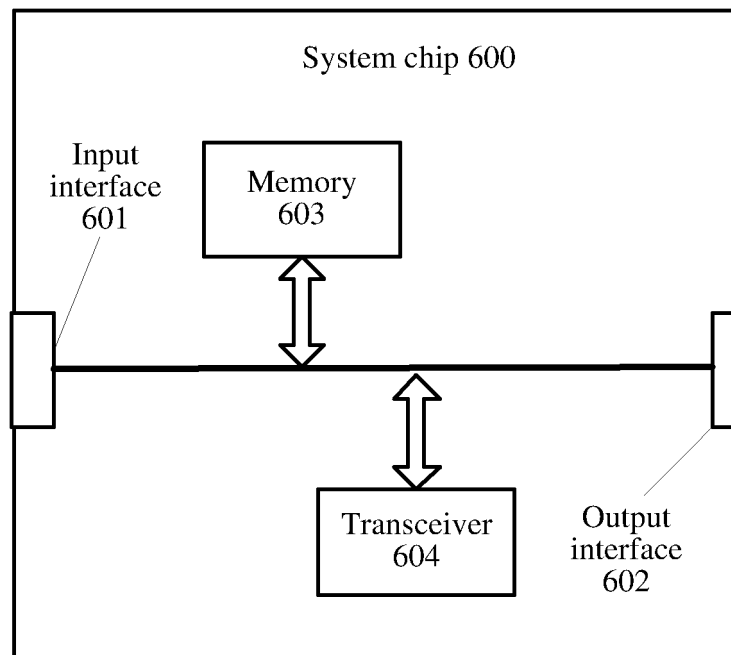 System chip 600
Input
interface
601
Memory
603
Transceiver
604
Output
interface
602